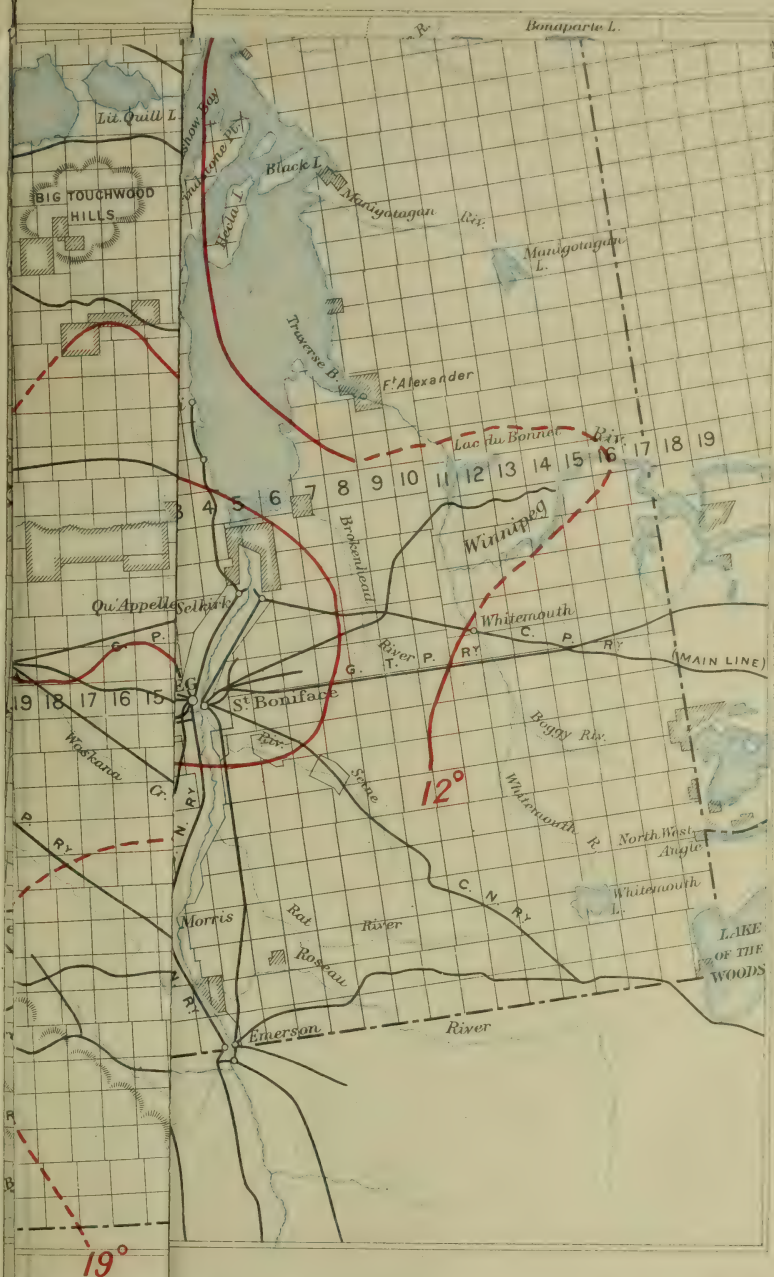 R.
Bonaparte L.
Lit. Quill L.
BIG TOUCHWOOD
HILLS
Black I.
Hecla I.
Manigotagan Riv.
Manigotagan
L.
Traverse B.
Ft. Alexander
Lac du Bonnet
Riv.
4 5 6 7 8 9 10 11 12 13 14 15 16 17 18 19
Brokenhead
River
Winnipeg
Qu'Appelle
Selkirk
Whitemouth
C. P.
C. P. RY
(MAIN LINE)
G. T. P. RY
19 18 17 16 15
G
St. Boniface
Waskana
Cr.
Riv.
Seine
12°
Boggy Riv.
Whitemouth R.
North West
Angle
Whitemouth
L.
P. RY
N. RY
C. N. RY
Morris
Rat
River
Roseau
LAKE
OF THE
WOODS
N. RY
Emerson
River
19°